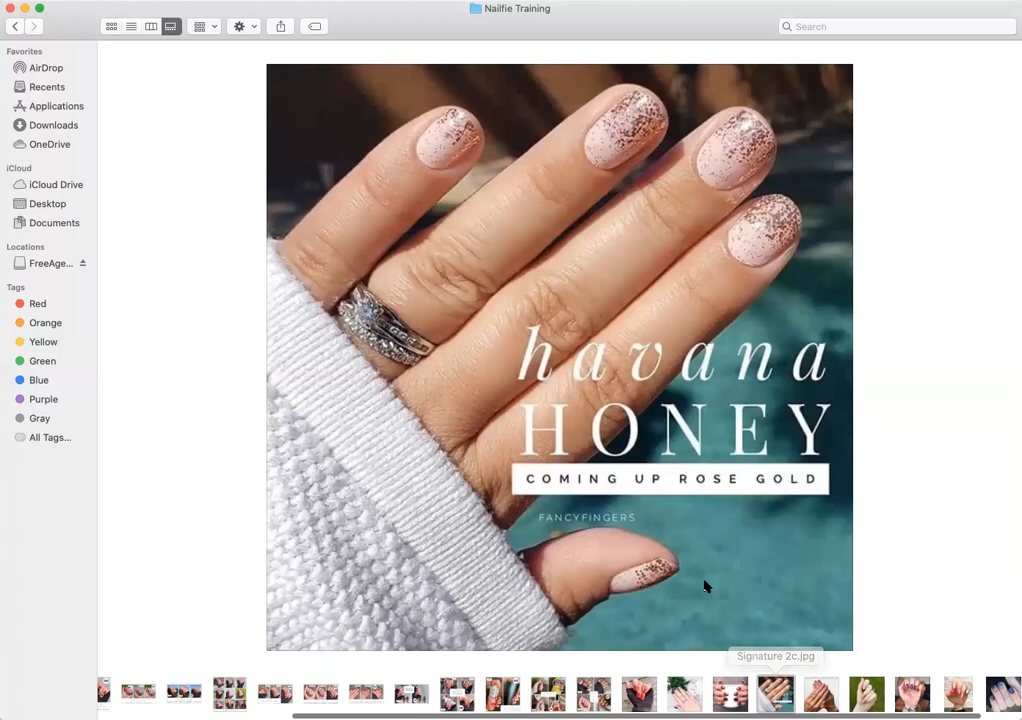 Nailfie Training
Search
Favorites
AirDrop
Recents
Applications
Downloads
OneDrive
iCloud
iCloud Drive
Desktop
Documents
Locations
FreeAge...
Tags
Red
Orange
Yellow
Green
Blue
Purple
Gray
All Tags...
havana
HONEY
COMING UP ROSE GOLD
FANCYFINGERS
Signature 2c.jpg